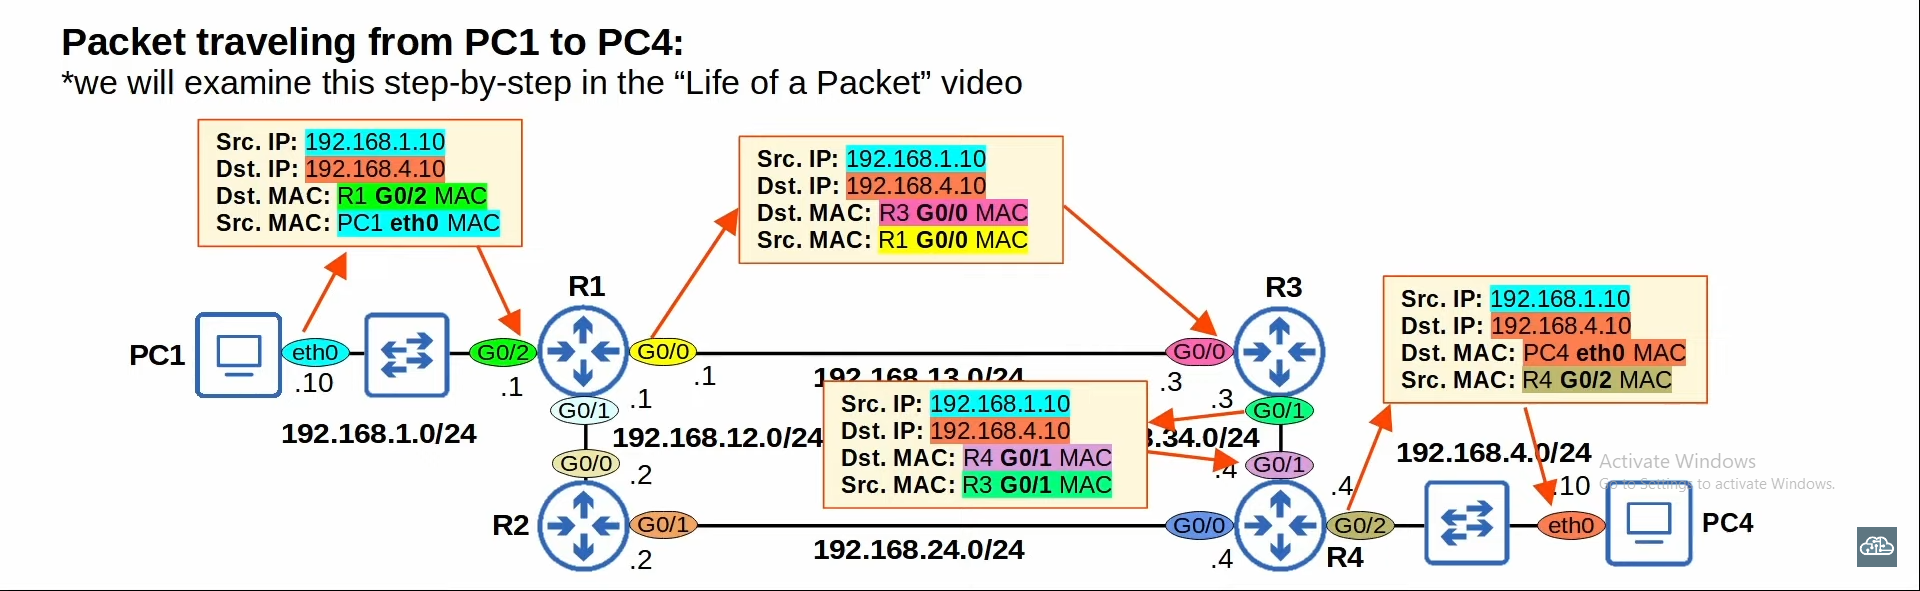 Packet traveling from PC1 to PC4:
*we will examine this step-by-step in the “Life of a Packet” video
Src. IP: 192.168.1.10
Dst. IP: 192.168.4.10
Dst. MAC: R1 G0/2 MAC
Src. MAC: PC1 eth0 MAC
Src. IP: 192.168.1.10
Dst. IP: 192.168.4.10
Dst. MAC: R3 G0/0 MAC
Src. MAC: R1 G0/0 MAC
R1
R3
Src. IP: 192.168.1.10
Dst. IP: 192.168.4.10
Dst. MAC: PC4 eth0 MAC
Src. MAC: R4 G0/2 MAC
PC1
eth0
G0/2
G0/0
G0/0
.10
.1
.1
192.168.13.0/24
.3
.3
G0/1
.1
G0/1
192.168.1.0/24
192.168.12.0/24
Src. IP: 192.168.1.10
Dst. IP: 192.168.4.10
Dst. MAC: R4 G0/1 MAC
Src. MAC: R3 G0/1 MAC
3.34.0/24
G0/0
.2
.4
G0/1
192.168.4.0/24
Activate Windows
Go to Settings to activate Windows.
.4
.10
R2
G0/1
G0/0
G0/2
eth0
PC4
.2
192.168.24.0/24
.4
R4